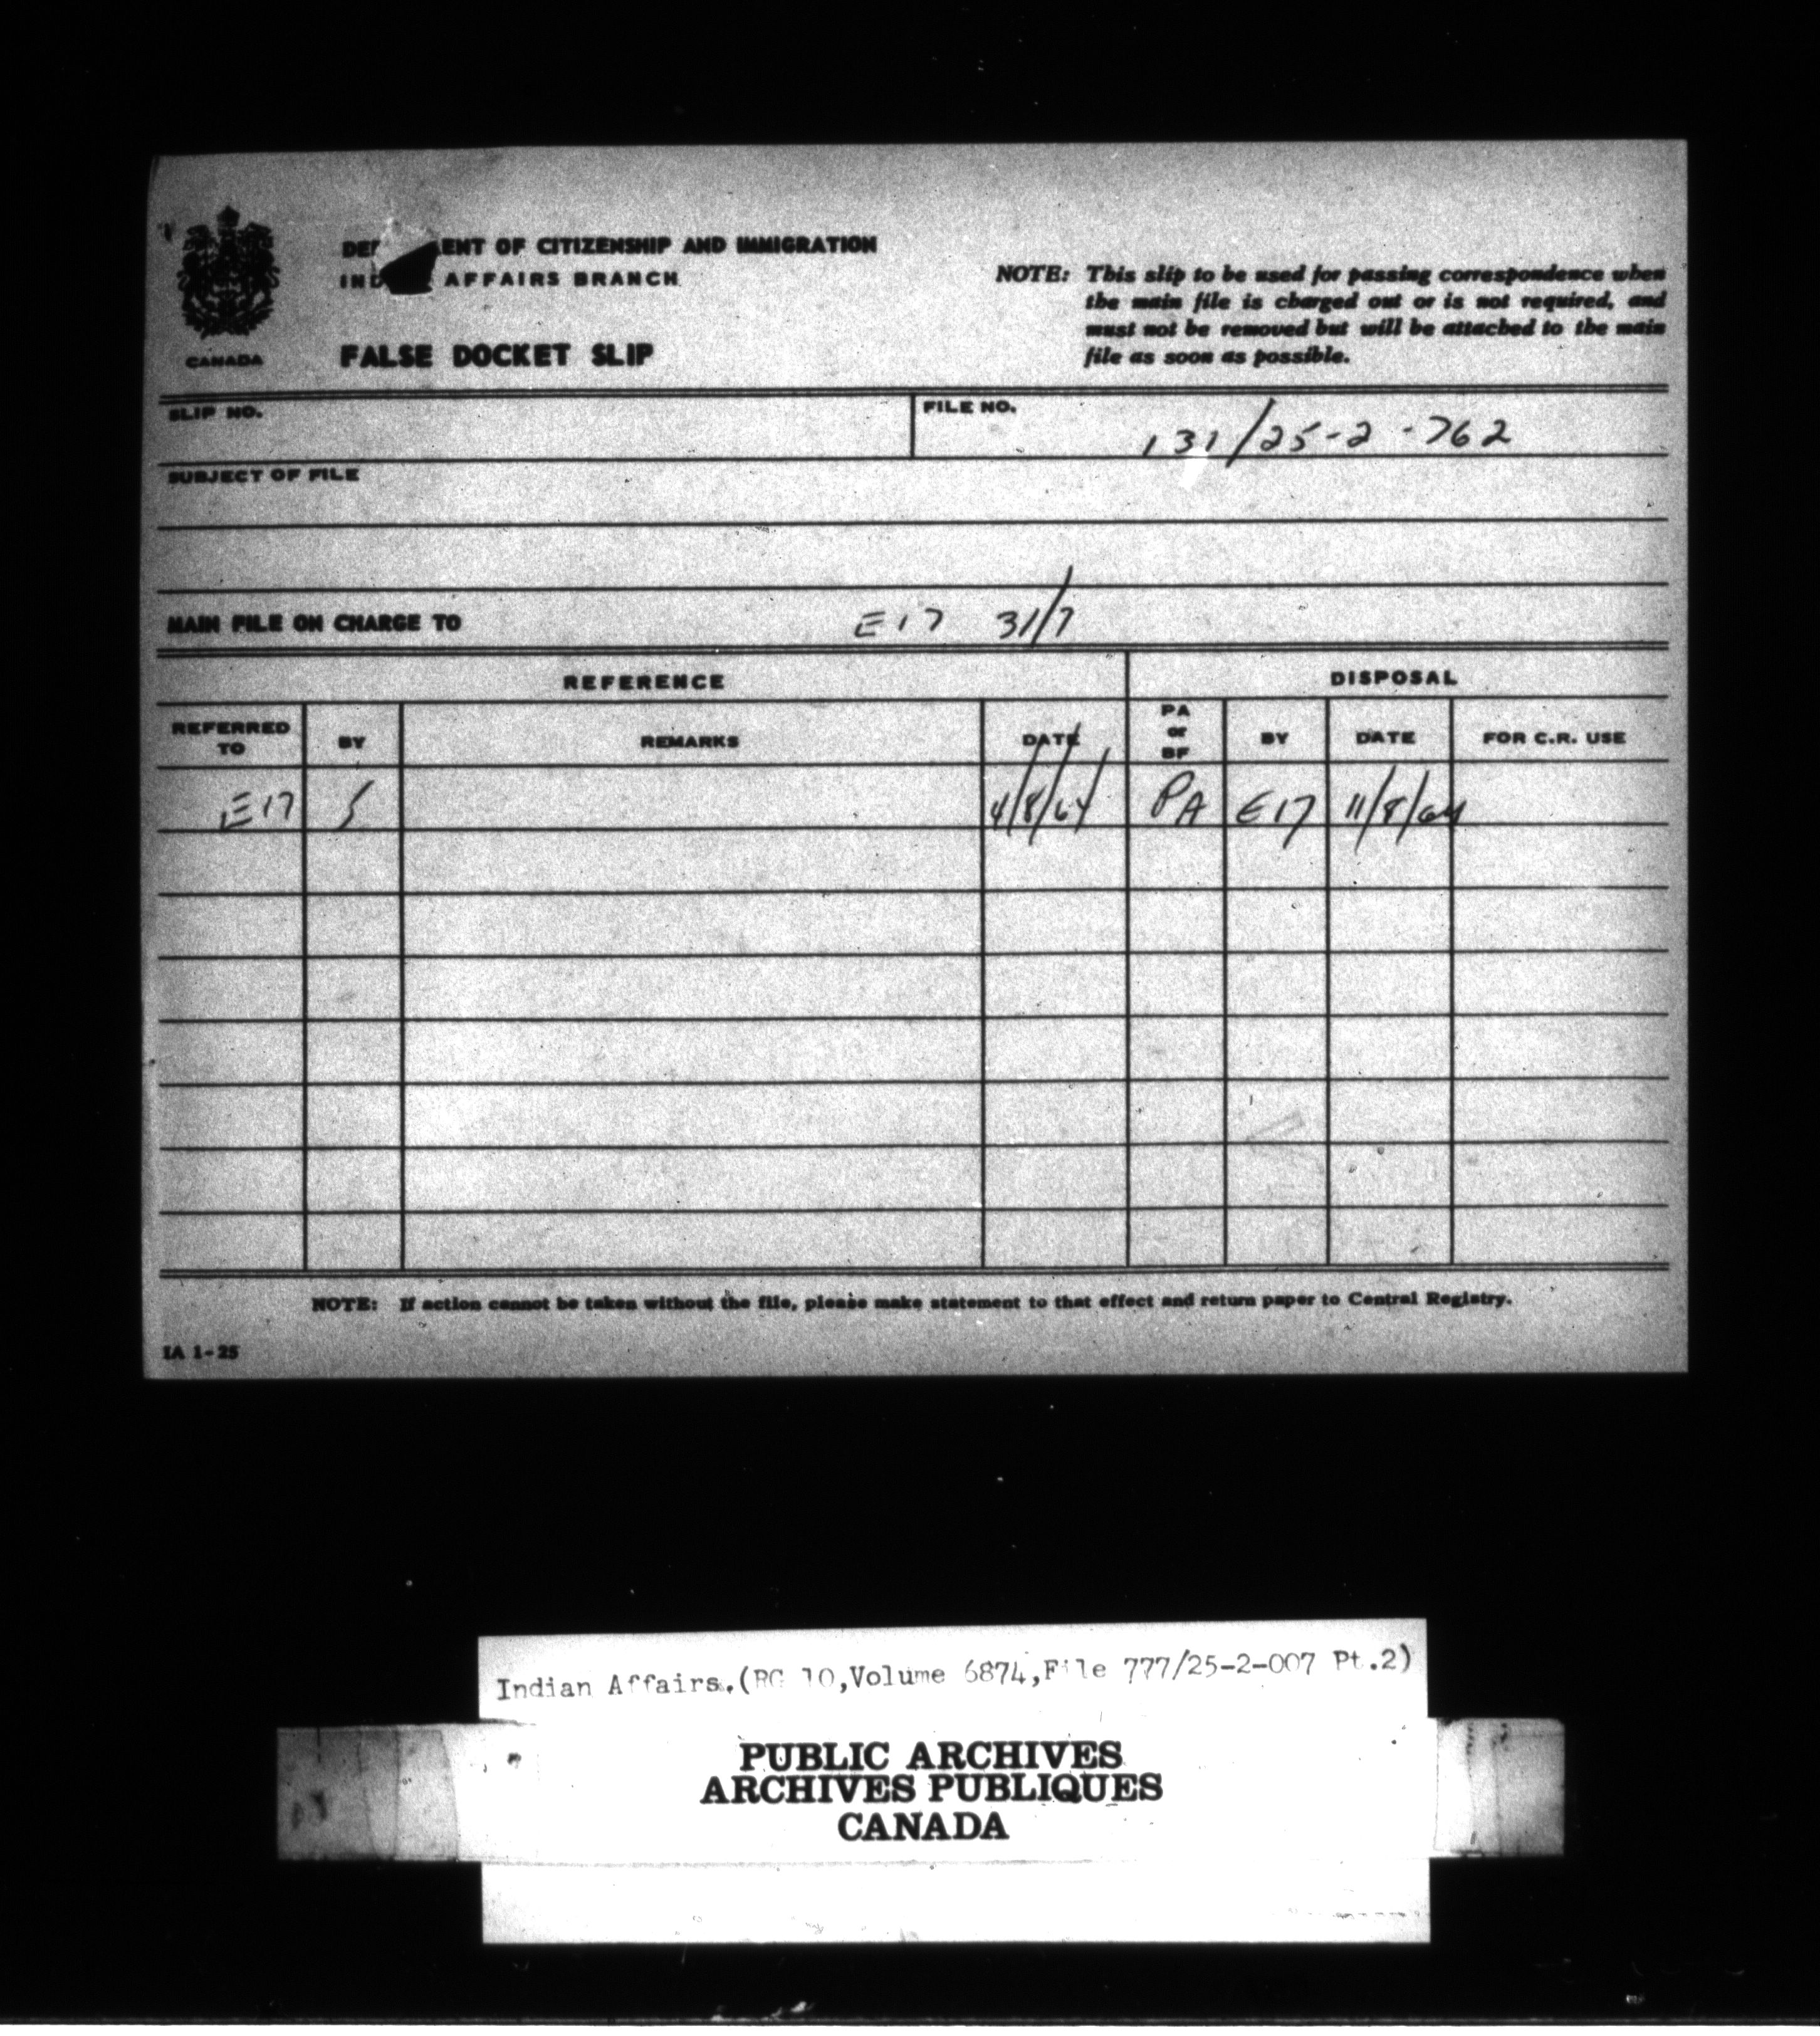 DE ENT OF CITIZENSHIP AND IMMIGRATION
IND AFFAIRS BRANCH
FALSE DOCKET SLIP
CANADA
NOTE: This slip to be used for passing correspondence when
the main file is charged out or is not required, and
must not be removed but will be attached to the main
file as soon as possible.
SLIP NO.
FILE NO. 131/25-2-762
SUBJECT OF FILE
MAIN FILE ON CHARGE TO E17 31/7
REFERENCE DISPOSAL
REFERRED TO BY REMARKS DATE PA or BF BY DATE FOR C.R. USE
E17 4/8/64 PA E17 11/8/64
NOTE: If action cannot be taken without the file, please make statement to that effect and return paper to Central Registry.
IA 1-25
Indian Affairs.(RG 10,Volume 6874,File 777/25-2-007 Pt.2)
PUBLIC ARCHIVES
ARCHIVES PUBLIQUES
CANADA